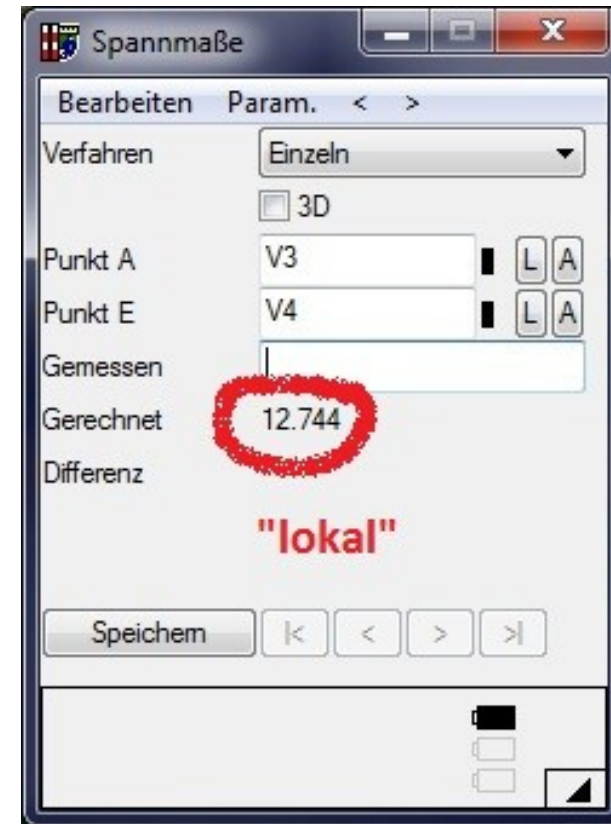 Spannmaße
Bearbeiten Param. < >
Verfahren Einzeln
3D
Punkt A V3 L A
Punkt E V4 L A
Gemessen
Gerechnet 12.744
Differenz
"lokal"
Speichern |< < > >|